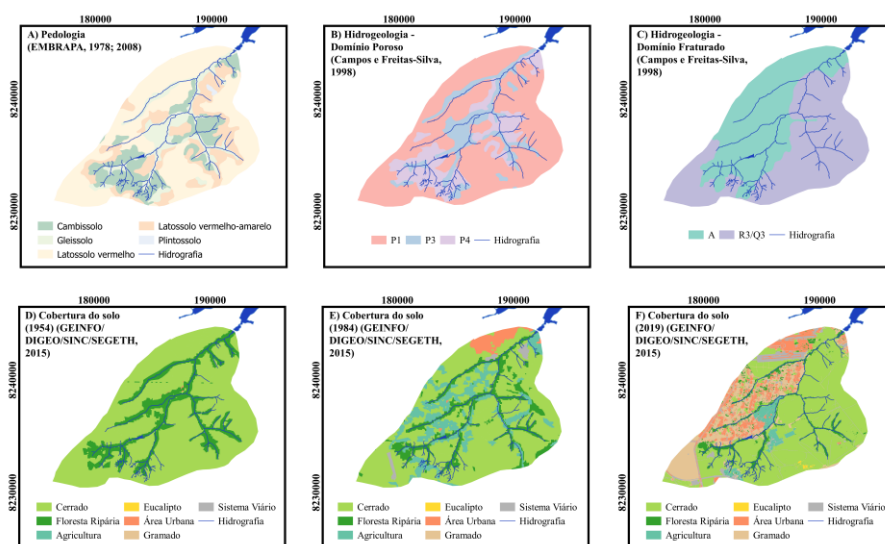 180000 190000
A) Pedologia
(EMBRAPA, 1978; 2008)
8240000
8230000
Cambissolo
Latossolo vermelho-amarelo
Gleissolo
Plintossolo
Latossolo vermelho
Hidrografia
180000 190000
B) Hidrogeologia -
Domínio Poroso
(Campos e Freitas-Silva,
1998)
8240000
8230000
P1 P3 P4 Hidrografia
180000 190000
C) Hidrogeologia -
Domínio Fraturado
(Campos e Freitas-Silva,
1998)
8240000
8230000
A R3/Q3 Hidrografia
180000 190000
D) Cobertura do solo
(1954) (GEINFO/
DIGEO/SINC/SEGETH,
2015)
8240000
8230000
Cerrado Eucalipto Sistema Viário
Floresta Ripária Área Urbana Hidrografia
Agricultura Gramado
180000 190000
E) Cobertura do solo
(1984) (GEINFO/
DIGEO/SINC/SEGETH,
2015)
8240000
8230000
Cerrado Eucalipto Sistema Viário
Floresta Ripária Área Urbana Hidrografia
Agricultura Gramado
180000 190000
F) Cobertura do solo
(2019) (GEINFO/
DIGEO/SINC/SEGETH,
2015)
8240000
8230000
Cerrado Eucalipto Sistema Viário
Floresta Ripária Área Urbana Hidrografia
Agricultura Gramado